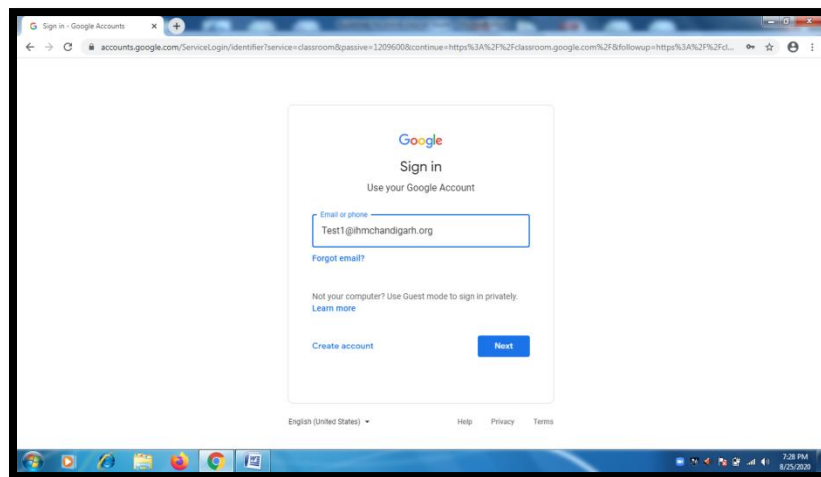 Sign in - Google Accounts
accounts.google.com/ServiceLogin/identifier?service=classroom&passive=1209600&continue=https%3A%2F%2Fclassroom.google.com%2F&followup=https%3A%2F%2Fcl...
Google
Sign in
Use your Google Account
Email or phone
Test1@ihmchandigarh.org
Forgot email?
Not your computer? Use Guest mode to sign in privately.
Learn more
Create account
Next
English (United States)
Help Privacy Terms
7:28 PM
8/25/2020